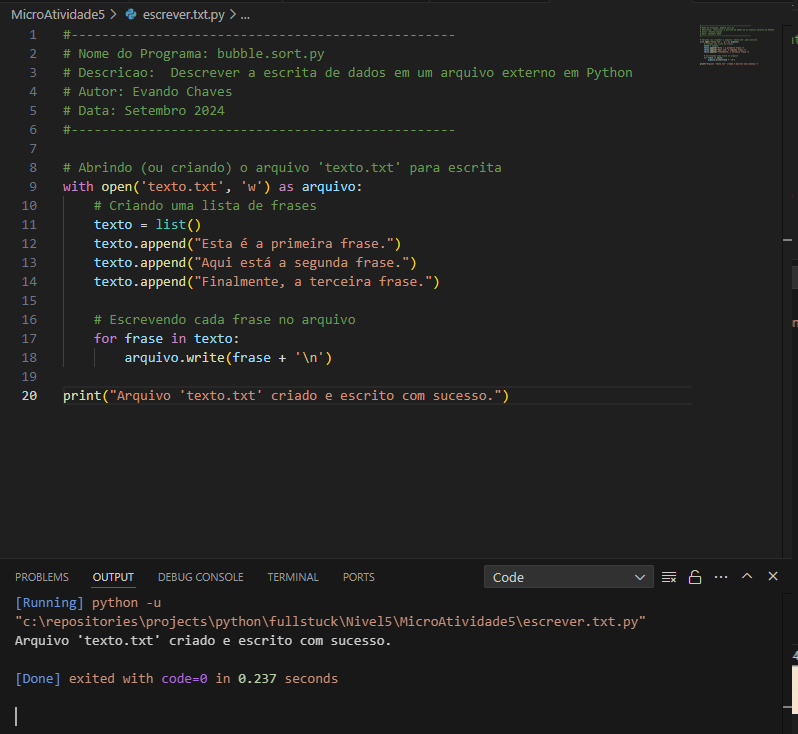 MicroAtividade5 > escrever.txt.py > ...
1 #--------------------------------------------------
2 # Nome do Programa: bubble.sort.py
3 # Descricao:  Descrever a escrita de dados em um arquivo externo em Python
4 # Autor: Evando Chaves
5 # Data: Setembro 2024
6 #--------------------------------------------------
7
8 # Abrindo (ou criando) o arquivo 'texto.txt' para escrita
9 with open('texto.txt', 'w') as arquivo:
10     # Criando uma lista de frases
11     texto = list()
12     texto.append("Esta é a primeira frase.")
13     texto.append("Aqui está a segunda frase.")
14     texto.append("Finalmente, a terceira frase.")
15
16     # Escrevendo cada frase no arquivo
17     for frase in texto:
18         arquivo.write(frase + '\n')
19
20 print("Arquivo 'texto.txt' criado e escrito com sucesso.")
PROBLEMS OUTPUT DEBUG CONSOLE TERMINAL PORTS Code
[Running] python -u
"c:\repositories\projects\python\fullstuck\Nivel5\MicroAtividade5\escrever.txt.py"
Arquivo 'texto.txt' criado e escrito com sucesso.
[Done] exited with code=0 in 0.237 seconds